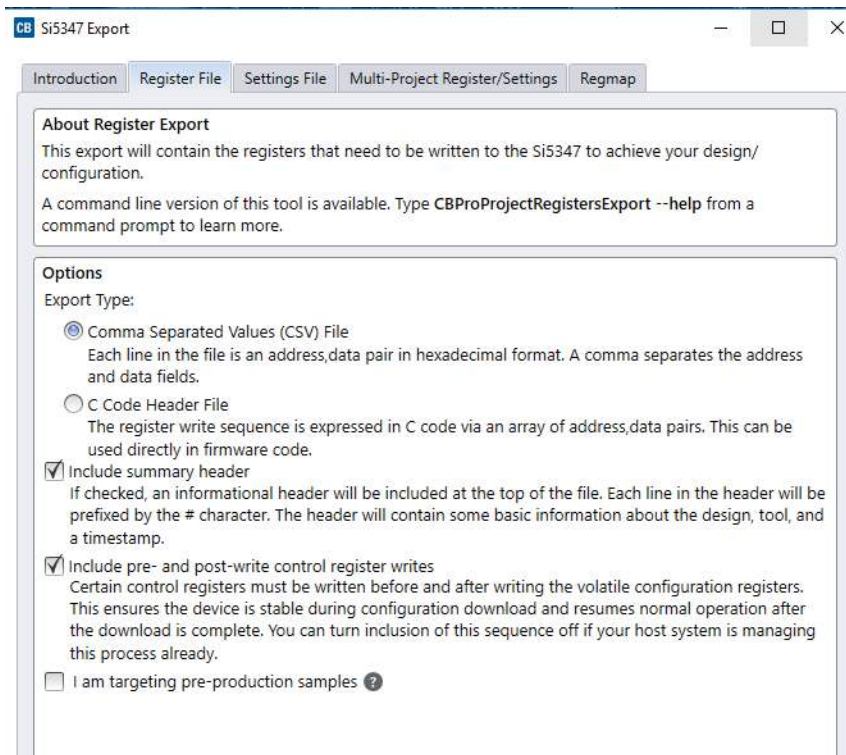 CB Si5347 Export
Introduction Register File Settings File Multi-Project Register/Settings Regmap
About Register Export
This export will contain the registers that need to be written to the Si5347 to achieve your design/
configuration.
A command line version of this tool is available. Type CBProProjectRegistersExport --help from a
command prompt to learn more.
Options
Export Type:
Comma Separated Values (CSV) File
Each line in the file is an address,data pair in hexadecimal format. A comma separates the address
and data fields.
C Code Header File
The register write sequence is expressed in C code via an array of address,data pairs. This can be
used directly in firmware code.
Include summary header
If checked, an informational header will be included at the top of the file. Each line in the header will be
prefixed by the # character. The header will contain some basic information about the design, tool, and
a timestamp.
Include pre- and post-write control register writes
Certain control registers must be written before and after writing the volatile configuration registers.
This ensures the device is stable during configuration download and resumes normal operation after
the download is complete. You can turn inclusion of this sequence off if your host system is managing
this process already.
I am targeting pre-production samples ?